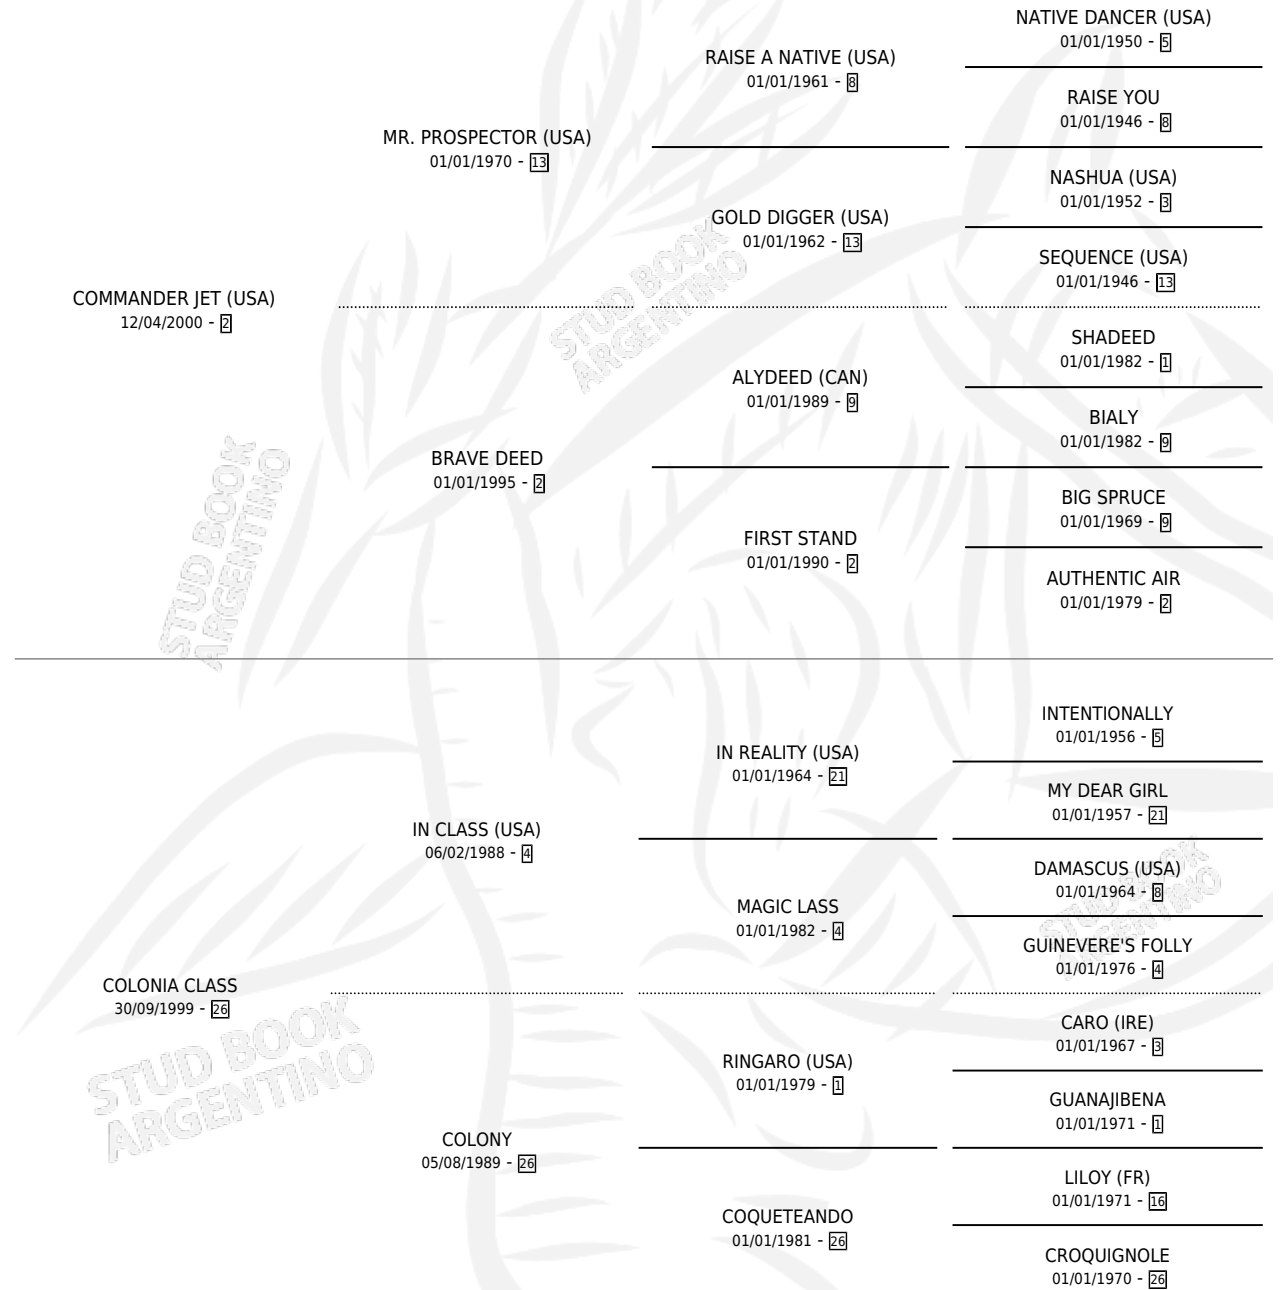 NATIVE DANCER (USA)
01/01/1950 - 5
RAISE A NATIVE (USA)
01/01/1961 - 8
RAISE YOU
01/01/1946 - 8
MR. PROSPECTOR (USA)
01/01/1970 - 13
NASHUA (USA)
01/01/1952 - 3
GOLD DIGGER (USA)
01/01/1962 - 13
SEQUENCE (USA)
01/01/1946 - 13
COMMANDER JET (USA)
12/04/2000 - 2
STUD BOOK
ARGENTINO
SHADEED
01/01/1982 - 1
ALYDEED (CAN)
01/01/1989 - 9
BIALY
01/01/1982 - 9
BRAVE DEED
01/01/1995 - 2
BIG SPRUCE
01/01/1969 - 9
FIRST STAND
01/01/1990 - 2
AUTHENTIC AIR
01/01/1979 - 2
STUD BOOK
ARGENTINO
INTENTIONALLY
01/01/1956 - 5
IN REALITY (USA)
01/01/1964 - 21
MY DEAR GIRL
01/01/1957 - 21
IN CLASS (USA)
06/02/1988 - 4
DAMASCUS (USA)
01/01/1964 - 8
MAGIC LASS
01/01/1982 - 4
GUINEVERE'S FOLLY
01/01/1976 - 4
STUD BOOK
ARGENTINO
COLONIA CLASS
30/09/1999 - 26
CARO (IRE)
01/01/1967 - 3
RINGARO (USA)
01/01/1979 - 1
GUANAJIBENA
01/01/1971 - 1
STUD BOOK
ARGENTINO
COLONY
05/08/1989 - 26
LILOY (FR)
01/01/1971 - 16
COQUETEANDO
01/01/1981 - 26
CROQUIGNOLE
01/01/1970 - 26